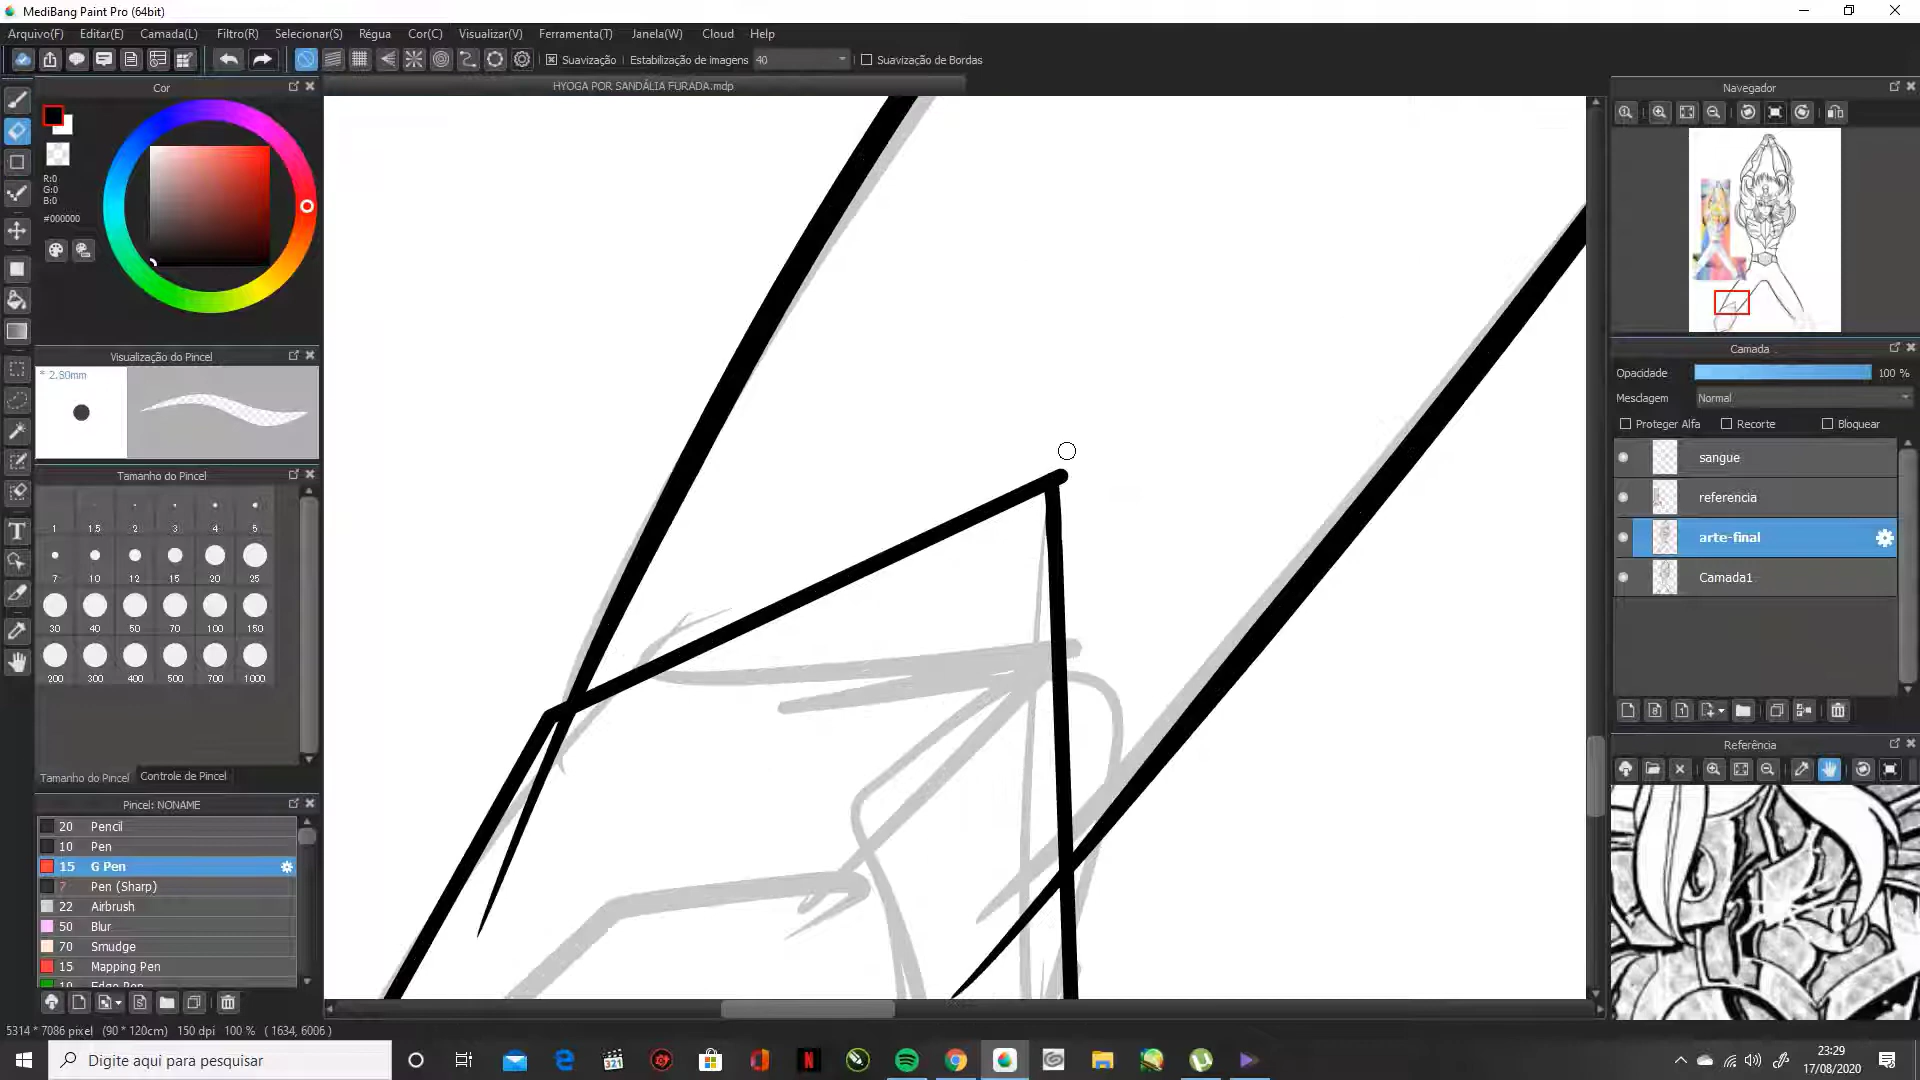 MediBang Paint Pro (64bit)
Arquivo(F) Editar(E) Camada(L) Filtro(R) Selecionar(S) Régua Cor(C) Visualizar(V) Ferramenta(T) Janela(W) Cloud Help
Suavização Estabilização de imagens 40 Suavização de Bordas
Cor
HYOGA POR SANDÁLIA FURADA.mdp
Navegador
R:0
G:0
B:0
#000000
Visualização do Pincel
* 2.80mm
Tamanho do Pincel
1 1.5 2 3 4 5
7 10 12 15 20 25
30 40 50 70 100 150
200 300 400 500 700 1000
Tamanho do Pincel Controle de Pincel
Pincel: NONAME
20 Pencil
10 Pen
15 G Pen
7 Pen (Sharp)
22 Airbrush
50 Blur
70 Smudge
15 Mapping Pen
10 Edge Pen
Camada
Opacidade 100 %
Mesclagem Normal
Proteger Alfa Recorte Bloquear
sangue
referencia
arte-final
Camada1
Referência
5314 * 7086 pixel (90 * 120cm) 150 dpi 100 % ( 1634, 6006 )
Digite aqui para pesquisar
23:29
17/08/2020